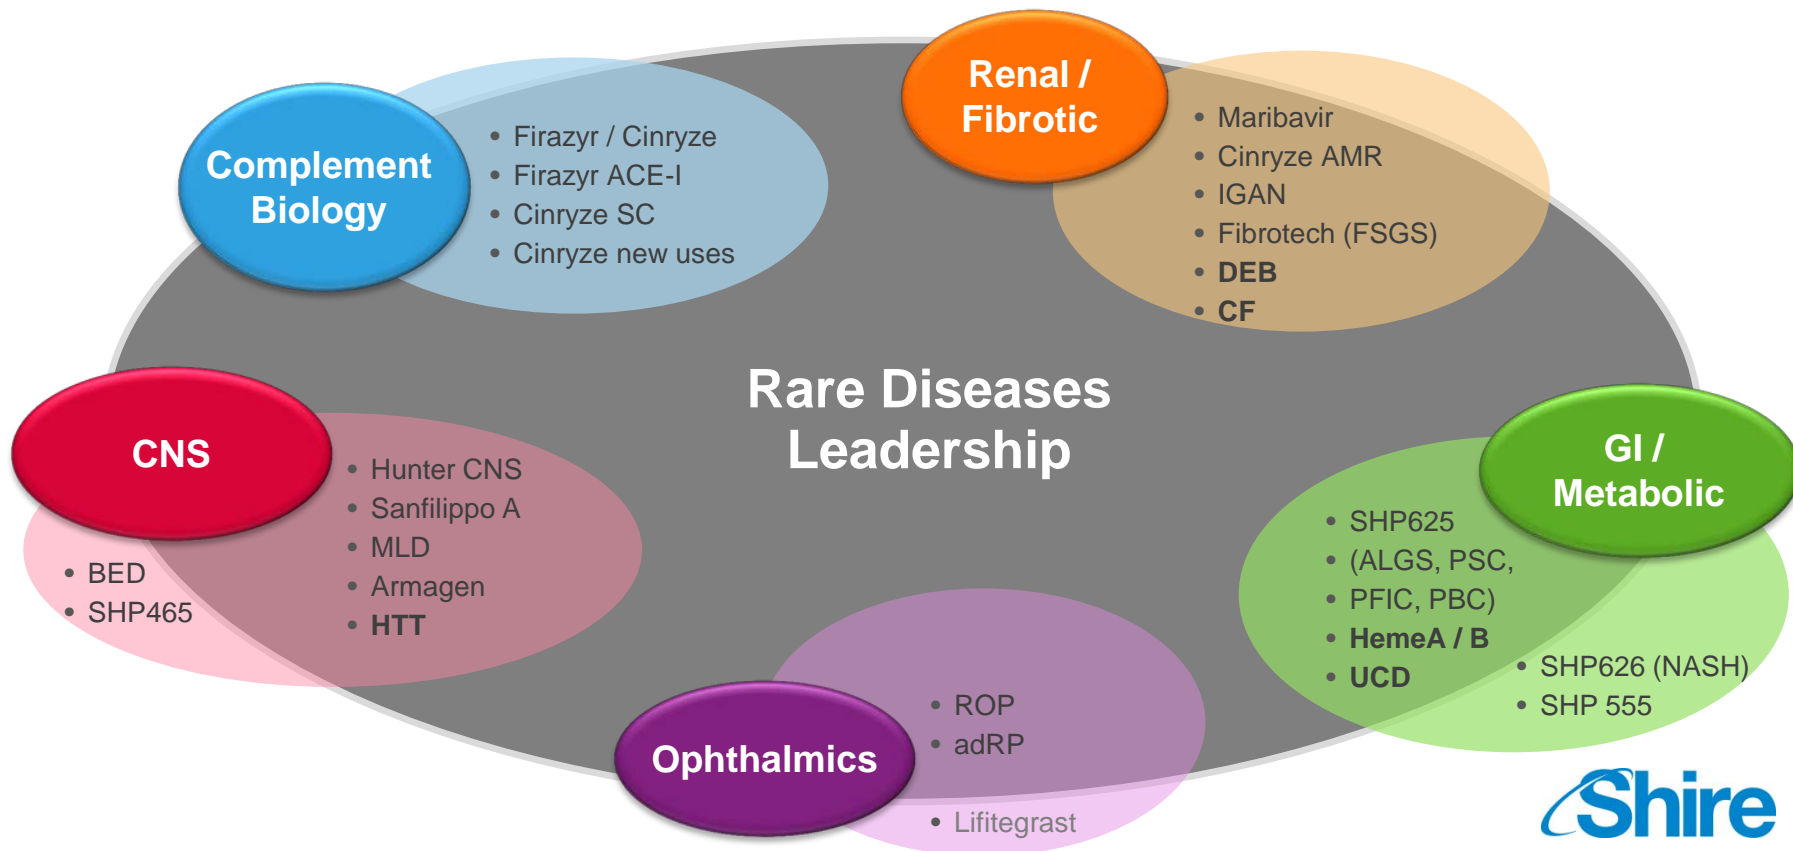 Complement
Biology
• Firazyr / Cinryze
• Firazyr ACE-I
• Cinryze SC
• Cinryze new uses
Renal /
Fibrotic
• Maribavir
• Cinryze AMR
• IGAN
• Fibrotech (FSGS)
• DEB
• CF
Rare Diseases
Leadership
CNS
• Hunter CNS
• Sanfilippo A
• MLD
• Armagen
• HTT
• BED
• SHP465
GI /
Metabolic
• SHP625
• (ALGS, PSC,
• PFIC, PBC)
• HemeA / B
• UCD
• SHP626 (NASH)
• SHP 555
Ophthalmics
• ROP
• adRP
• Lifitegrast
Shire